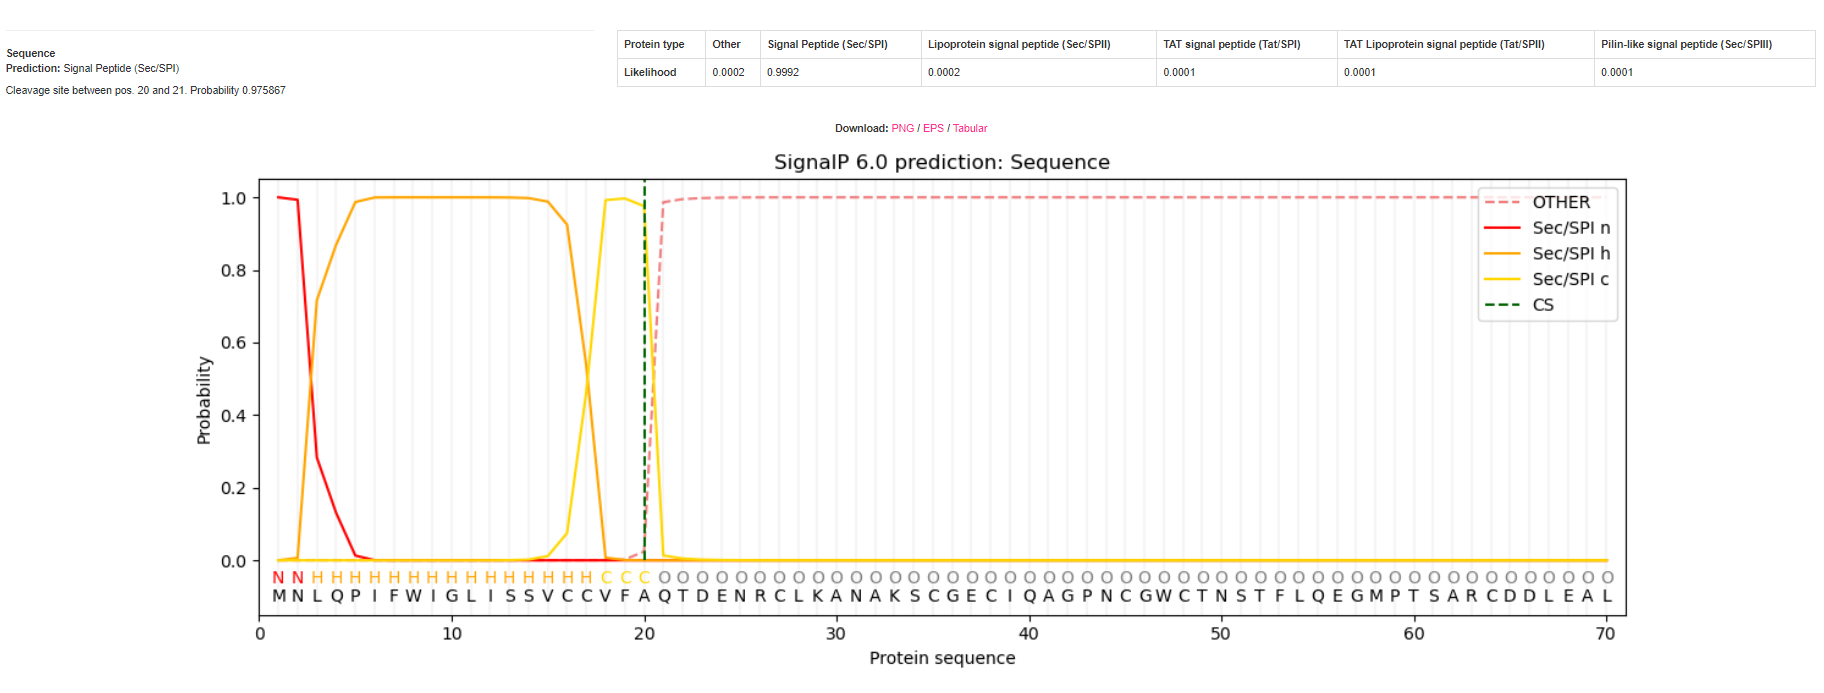 Sequence
Prediction: Signal Peptide (Sec/SPI)
Cleavage site between pos. 20 and 21. Probability 0.975867
Protein type Other Signal Peptide (Sec/SPI) Lipoprotein signal peptide (Sec/SPII) TAT signal peptide (Tat/SPI) TAT Lipoprotein signal peptide (Tat/SPII) Pilin-like signal peptide (Sec/SPIII)
Likelihood 0.0002 0.9992 0.0002 0.0001 0.0001 0.0001
Download: PNG / EPS / Tabular
SignalP 6.0 prediction: Sequence
1.0
0.8
0.6
0.4
0.2
0.0
Probability
OTHER
Sec/SPI n
Sec/SPI h
Sec/SPI c
CS
N N H H H H H H H H H H H H H H H C C C O O O O O O O O O O O O O O O O O O O O O O O O O O O O O O O O O O O O O O O O O O O O O O O O O O
M N L Q P I F W I G L I S S V C C V F A Q T D E N R C L K A N A K S C G E C I Q A G P N C G W C T N S T F L Q E G M P T S A R C D D L E A L
0 10 20 30 40 50 60 70
Protein sequence